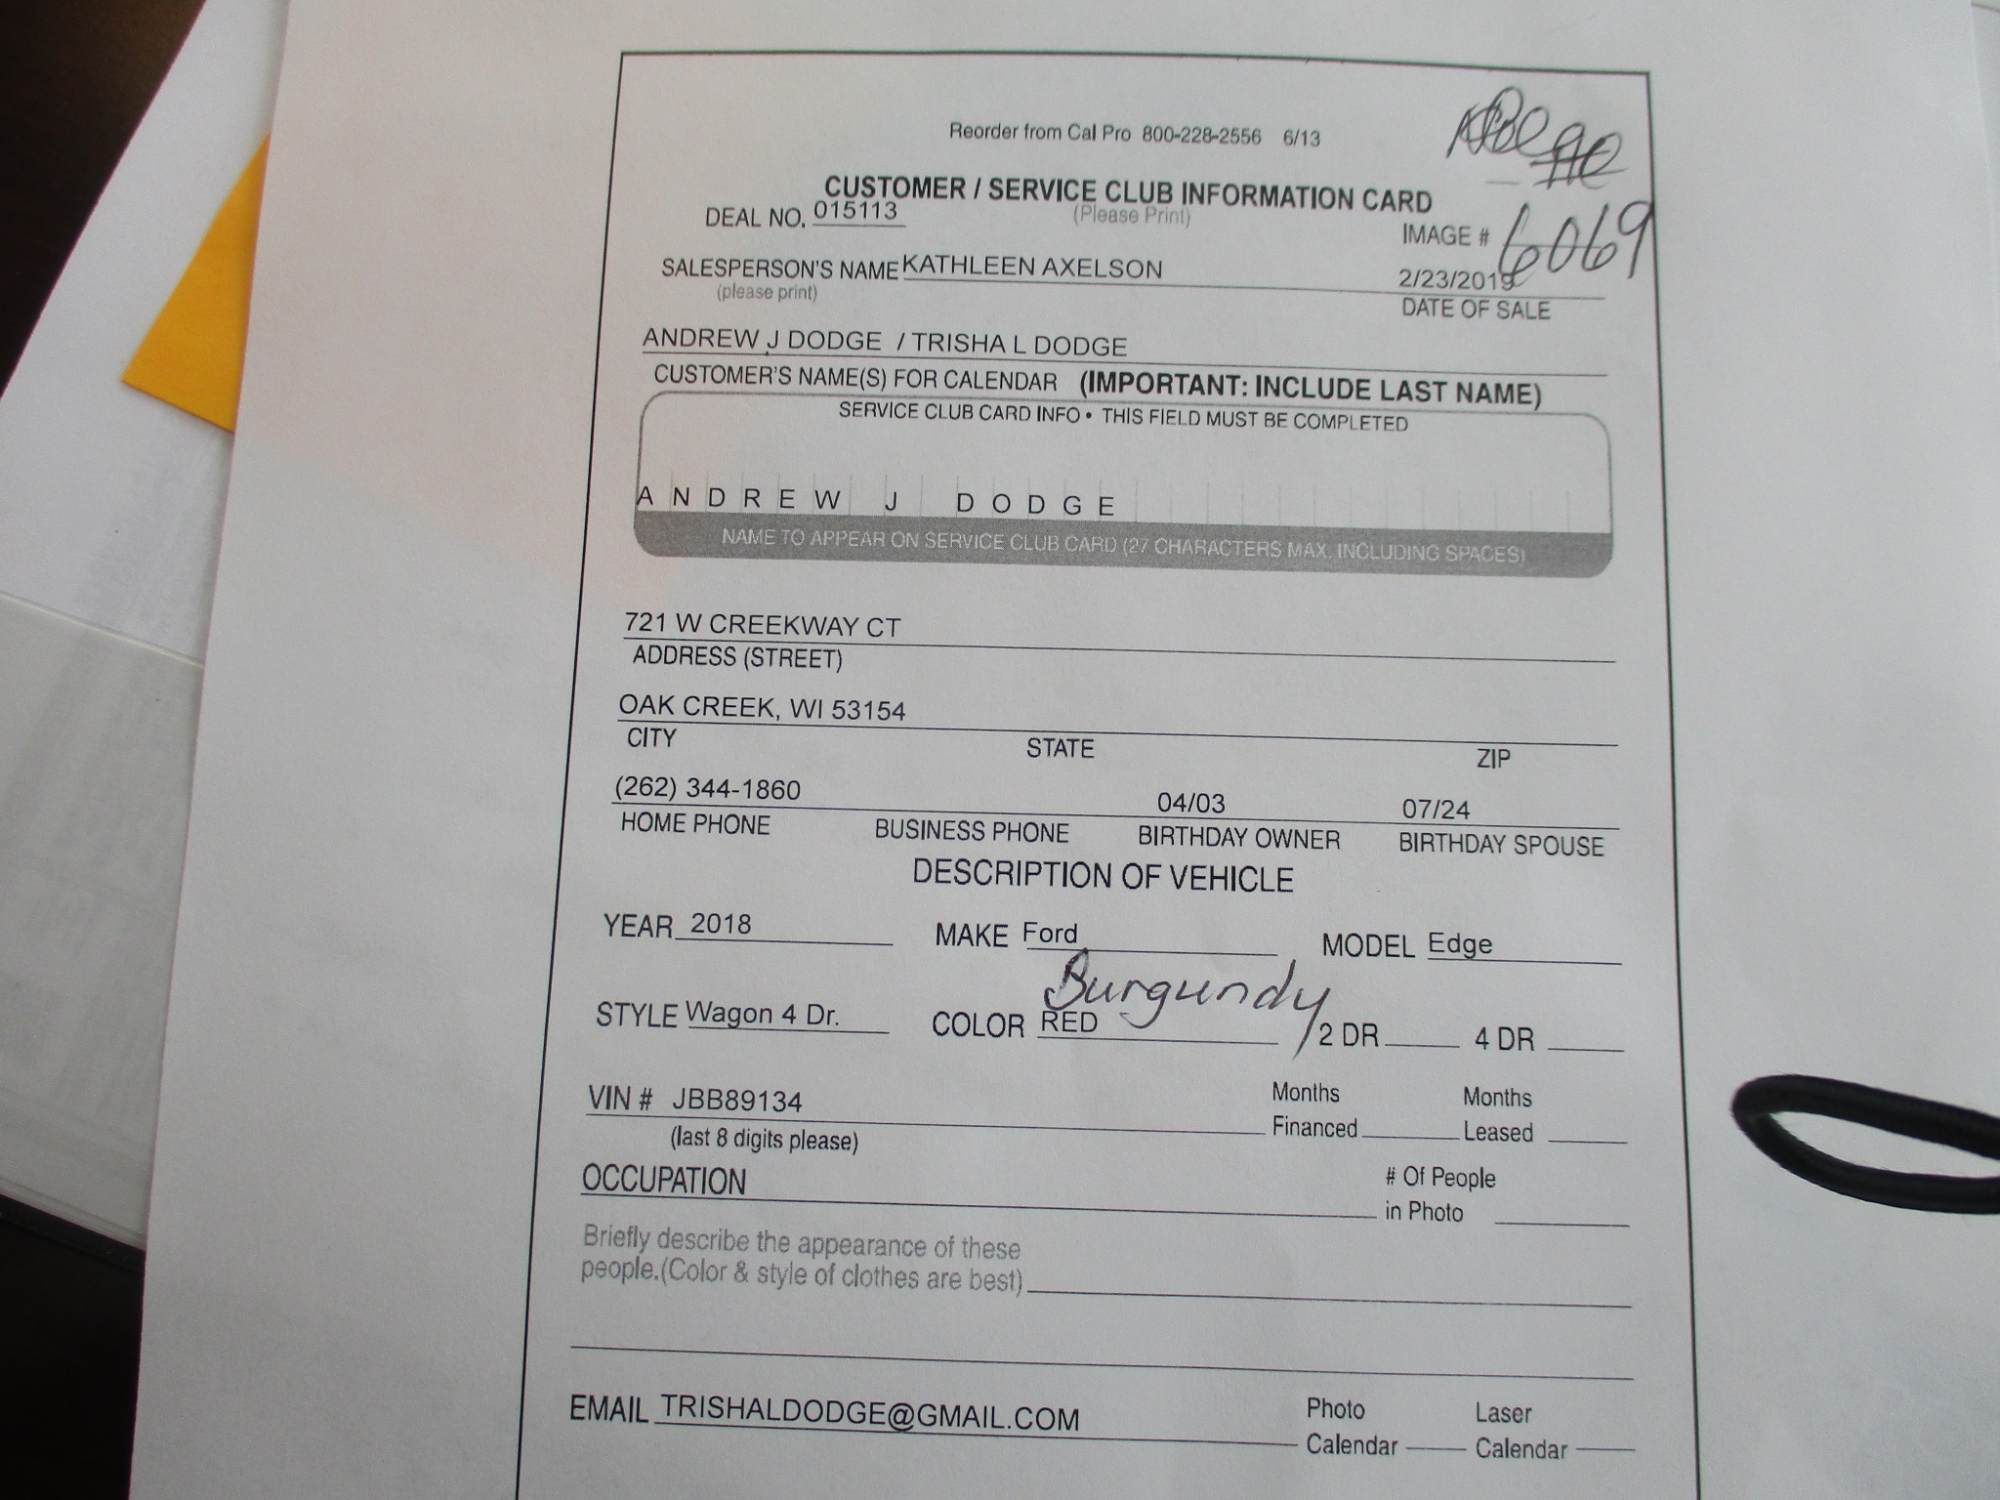 Reorder from Cal Pro 800-228-2556 6/13
CUSTOMER / SERVICE CLUB INFORMATION CARD
DEAL NO. 015113 (Please Print)
IMAGE # 6069
SALESPERSON'S NAME KATHLEEN AXELSON 2/23/2019
(please print) DATE OF SALE
ANDREW J DODGE / TRISHA L DODGE
CUSTOMER'S NAME(S) FOR CALENDAR (IMPORTANT: INCLUDE LAST NAME)
SERVICE CLUB CARD INFO • THIS FIELD MUST BE COMPLETED
ANDREW J DODGE
NAME TO APPEAR ON SERVICE CLUB CARD (27 CHARACTERS MAX. INCLUDING SPACES)
721 W CREEKWAY CT
ADDRESS (STREET)
OAK CREEK, WI 53154
CITY STATE ZIP
(262) 344-1860 04/03 07/24
HOME PHONE BUSINESS PHONE BIRTHDAY OWNER BIRTHDAY SPOUSE
DESCRIPTION OF VEHICLE
YEAR 2018 MAKE Ford MODEL Edge
Burgundy
STYLE Wagon 4 Dr. COLOR RED 2 DR 4 DR
VIN # JBB89134 Months Months
(last 8 digits please) Financed Leased
OCCUPATION # Of People
in Photo
Briefly describe the appearance of these
people.(Color & style of clothes are best)
EMAIL TRISHALDODGE@GMAIL.COM Photo Laser
Calendar Calendar